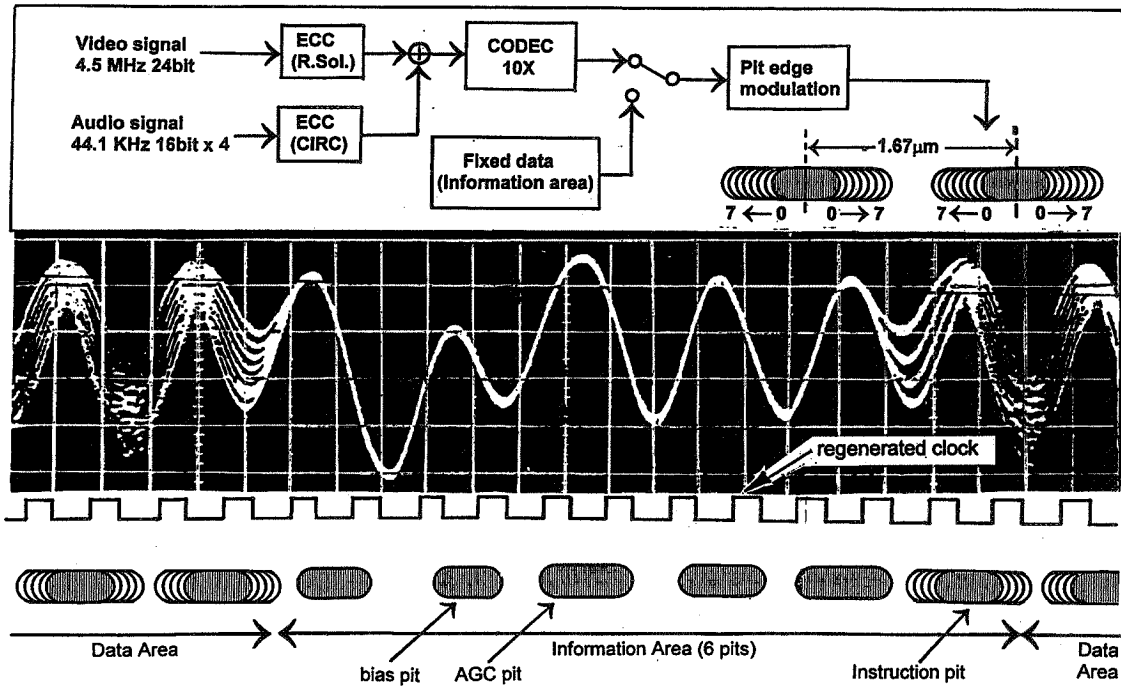 Video signal
4.5 MHz 24bit
ECC
(R.Sol.)
CODEC
10X
Pit edge
modulation
Audio signal
44.1 KHz 16bit x 4
ECC
(CIRC)
Fixed data
(Information area)
1.67μm
7 ← 0 0 → 7
7 ← 0 0 → 7
regenerated clock
Data Area
Information Area (6 pits)
Data
Area
bias pit
AGC pit
Instruction pit